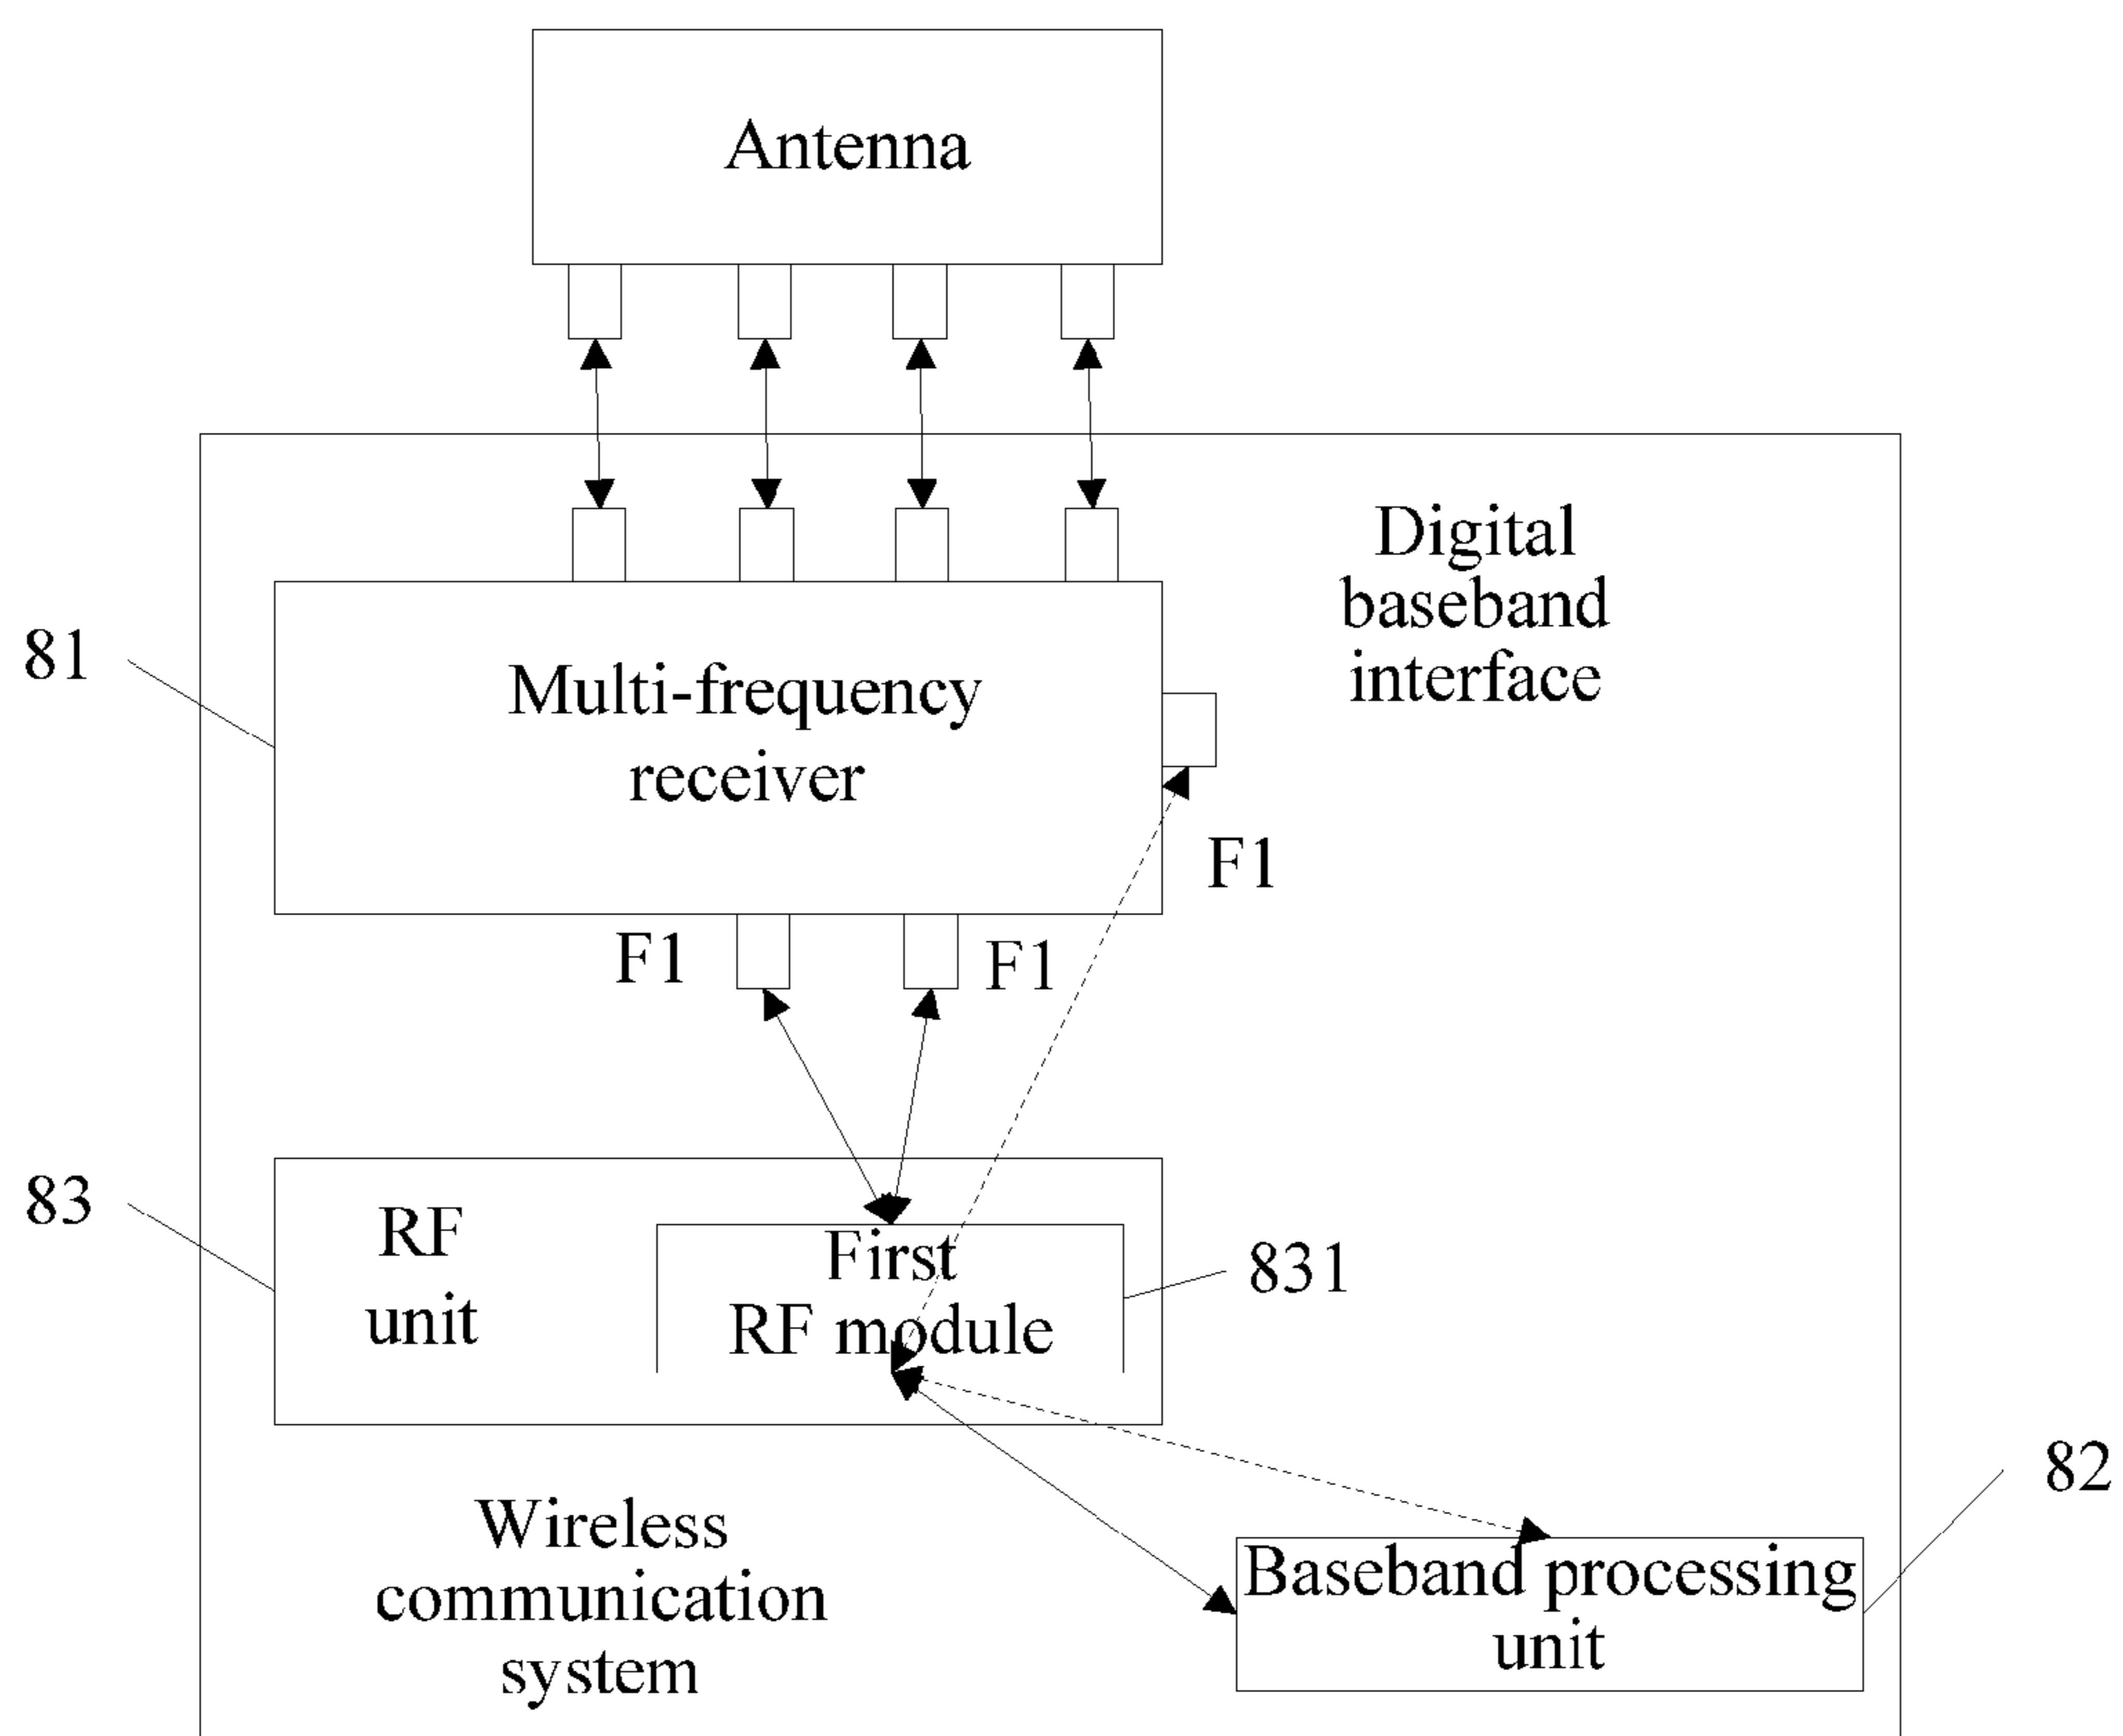 Antenna
Digital
baseband
interface
81
Multi-frequency
receiver
F1
F1
F1
83
RF
unit
First
RF module
831
82
Wireless
communication
system
Baseband processing
unit